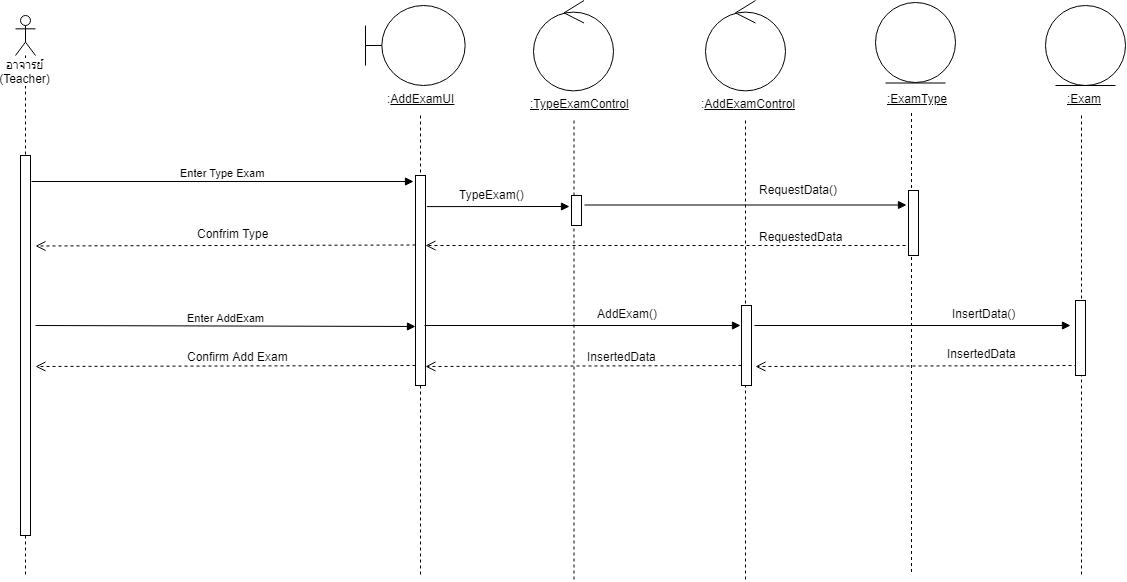 อาจารย์
(Teacher)
:AddExamUI
:TypeExamControl
:AddExamControl
:ExamType
:Exam
Enter Type Exam
TypeExam()
RequestData()
Confrim Type
RequestedData
Enter AddExam
AddExam()
InsertData()
Confirm Add Exam
InsertedData
InsertedData